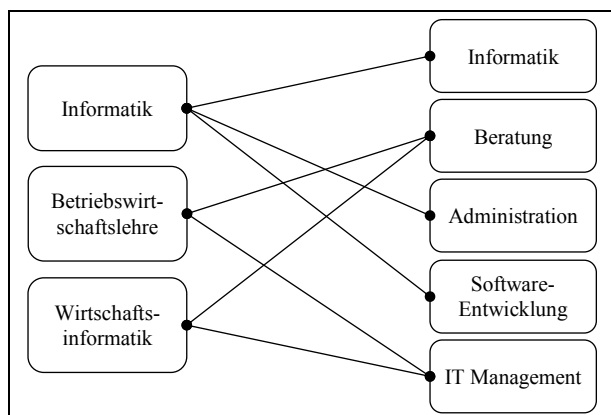 Informatik
Betriebswirt-
schaftslehre
Wirtschafts-
informatik
Informatik
Beratung
Administration
Software-
Entwicklung
IT Management